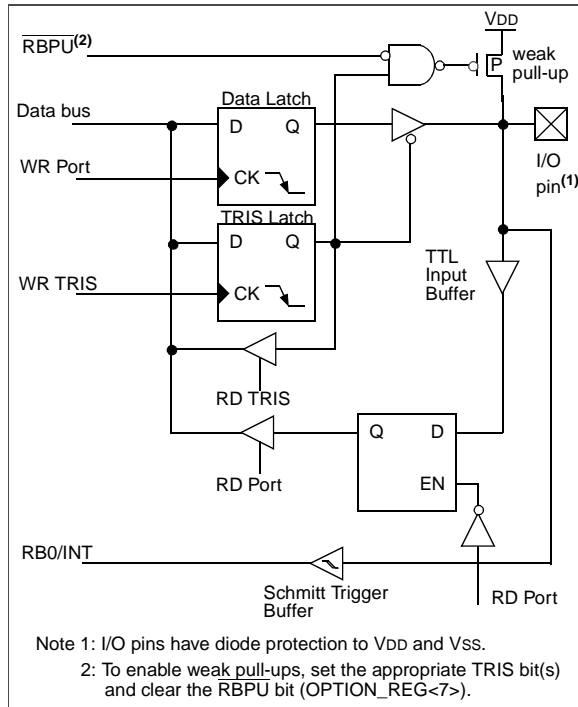 VDD
RBPU(2)
weak
pull-up
P
Data bus
Data Latch
D Q
WR Port
CK
I/O
pin(1)
TRIS Latch
D Q
TTL
Input
Buffer
WR TRIS
CK
RD TRIS
Q D
RD Port
EN
RB0/INT
Schmitt Trigger
Buffer
RD Port
Note 1: I/O pins have diode protection to VDD and VSS.
2: To enable weak pull-ups, set the appropriate TRIS bit(s)
and clear the RBPU bit (OPTION_REG<7>).